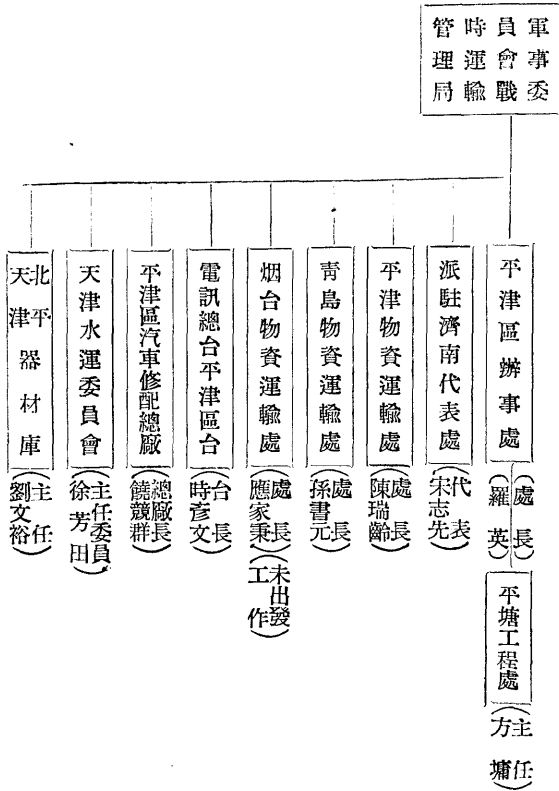 軍事委
員會戰
時運輸
管理局
平津區辦事處
(處長
羅英)
平塘工程處
(主任
方墉)
派駐濟南代表處
(代表
宋志先)
平津物資運輸處
(處長
陳瑞齡)
靑島物資運輸處
(處長
孫書元)
烟台物資運輸處
(處長
應家秉)
(未出發
工作)
電訊總台平津區台
(台長
時彥文)
平津區汽車修配總廠
(總廠長
饒競群)
天津水運委員會
(主任委員
徐芳田)
北平
天津
器材庫
(主任
劉文裕)